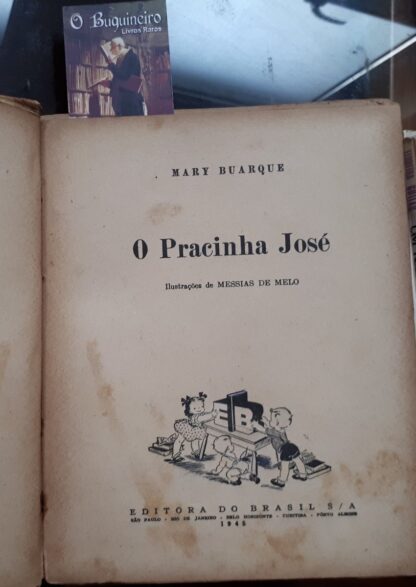 O Buquineiro
Livros Raros
MARY BUARQUE
O Pracinha José
Ilustrações de MESSIAS DE MELO
E B
EDITORA DO BRASIL S/A
SÃO PAULO - RIO DE JANEIRO - BELO HORIZONTE - CURITIBA - PÔRTO ALEGRE
1945